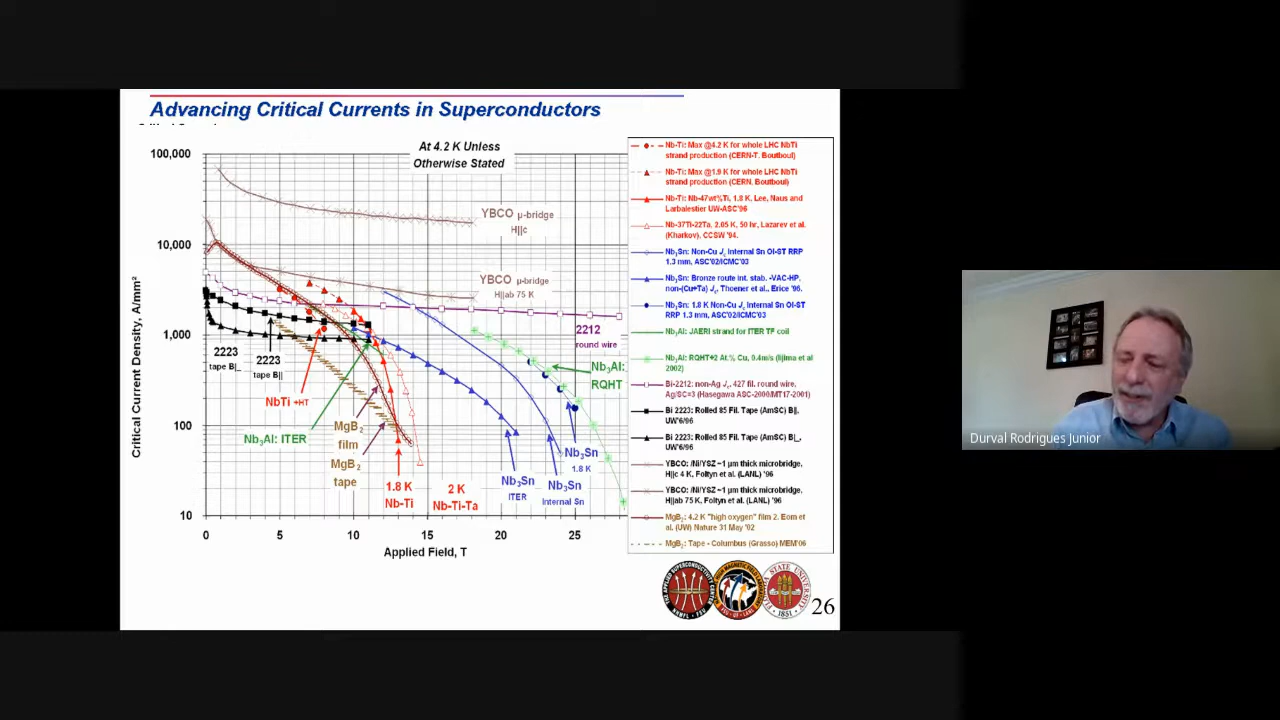 Advancing Critical Currents in Superconductors
At 4.2 K Unless
Otherwise Stated
100,000
10,000
1,000
100
10
Critical Current Density, A/mm²
0
5
10
15
20
25
Applied Field, T
YBCO µ-bridge
H||c
YBCO µ-bridge
H||ab 75 K
2212
round wire
2223
tape B|_
2223
tape B||
NbTi +HT
Nb₃Al: ITER
MgB₂
film
MgB₂
tape
1.8 K
Nb-Ti
2 K
Nb-Ti-Ta
Nb₃Sn
ITER
Nb₃Sn
Internal Sn
Nb₃Sn
1.8 K
Nb₃Al:
RQHT
Nb-Ti: Max @4.2 K for whole LHC NbTi
strand production (CERN-T. Boutboul)
Nb-Ti: Max @1.9 K for whole LHC NbTi
strand production (CERN, Boutboul)
Nb-Ti: Nb-47wt%Ti, 1.8 K, Lee, Naus and
Larbalestier UW-ASC'96
Nb-37Ti-22Ta, 2.05 K, 50 hr, Lazarev et al.
(Kharkov), CCSW '94.
Nb₃Sn: Non-Cu Jc Internal Sn OI-ST RRP
1.3 mm, ASC'02/ICMC'03
Nb₃Sn: Bronze route int. stab. -VAC-HP,
non-(Cu+Ta) Jc, Thoener et al., Erice '96.
Nb₃Sn: 1.8 K Non-Cu Jc Internal Sn OI-ST
RRP 1.3 mm, ASC'02/ICMC'03
Nb₃Al: JAERI strand for ITER TF coil
Nb₃Al: RQHT+2 At.% Cu, 0.4m/s (Iijima et al
2002)
Bi-2212: non-Ag Jc, 427 fil. round wire,
Ag/SC=3 (Hasegawa ASC-2000/MT17-2001)
Bi 2223: Rolled 85 Fil. Tape (AmSC) B||,
UW'6/96
Bi 2223: Rolled 85 Fil. Tape (AmSC) B|_,
UW'6/96
YBCO: /Ni/YSZ ~1 µm thick microbridge,
H||c 4 K, Foltyn et al. (LANL) '96
YBCO: /Ni/YSZ ~1 µm thick microbridge,
H||ab 75 K, Foltyn et al. (LANL) '96
MgB₂: 4.2 K "high oxygen" film 2, Eom et
al. (UW) Nature 31 May '02
MgB₂: Tape - Columbus (Grasso) MEM'06
26
Durval Rodrigues Junior